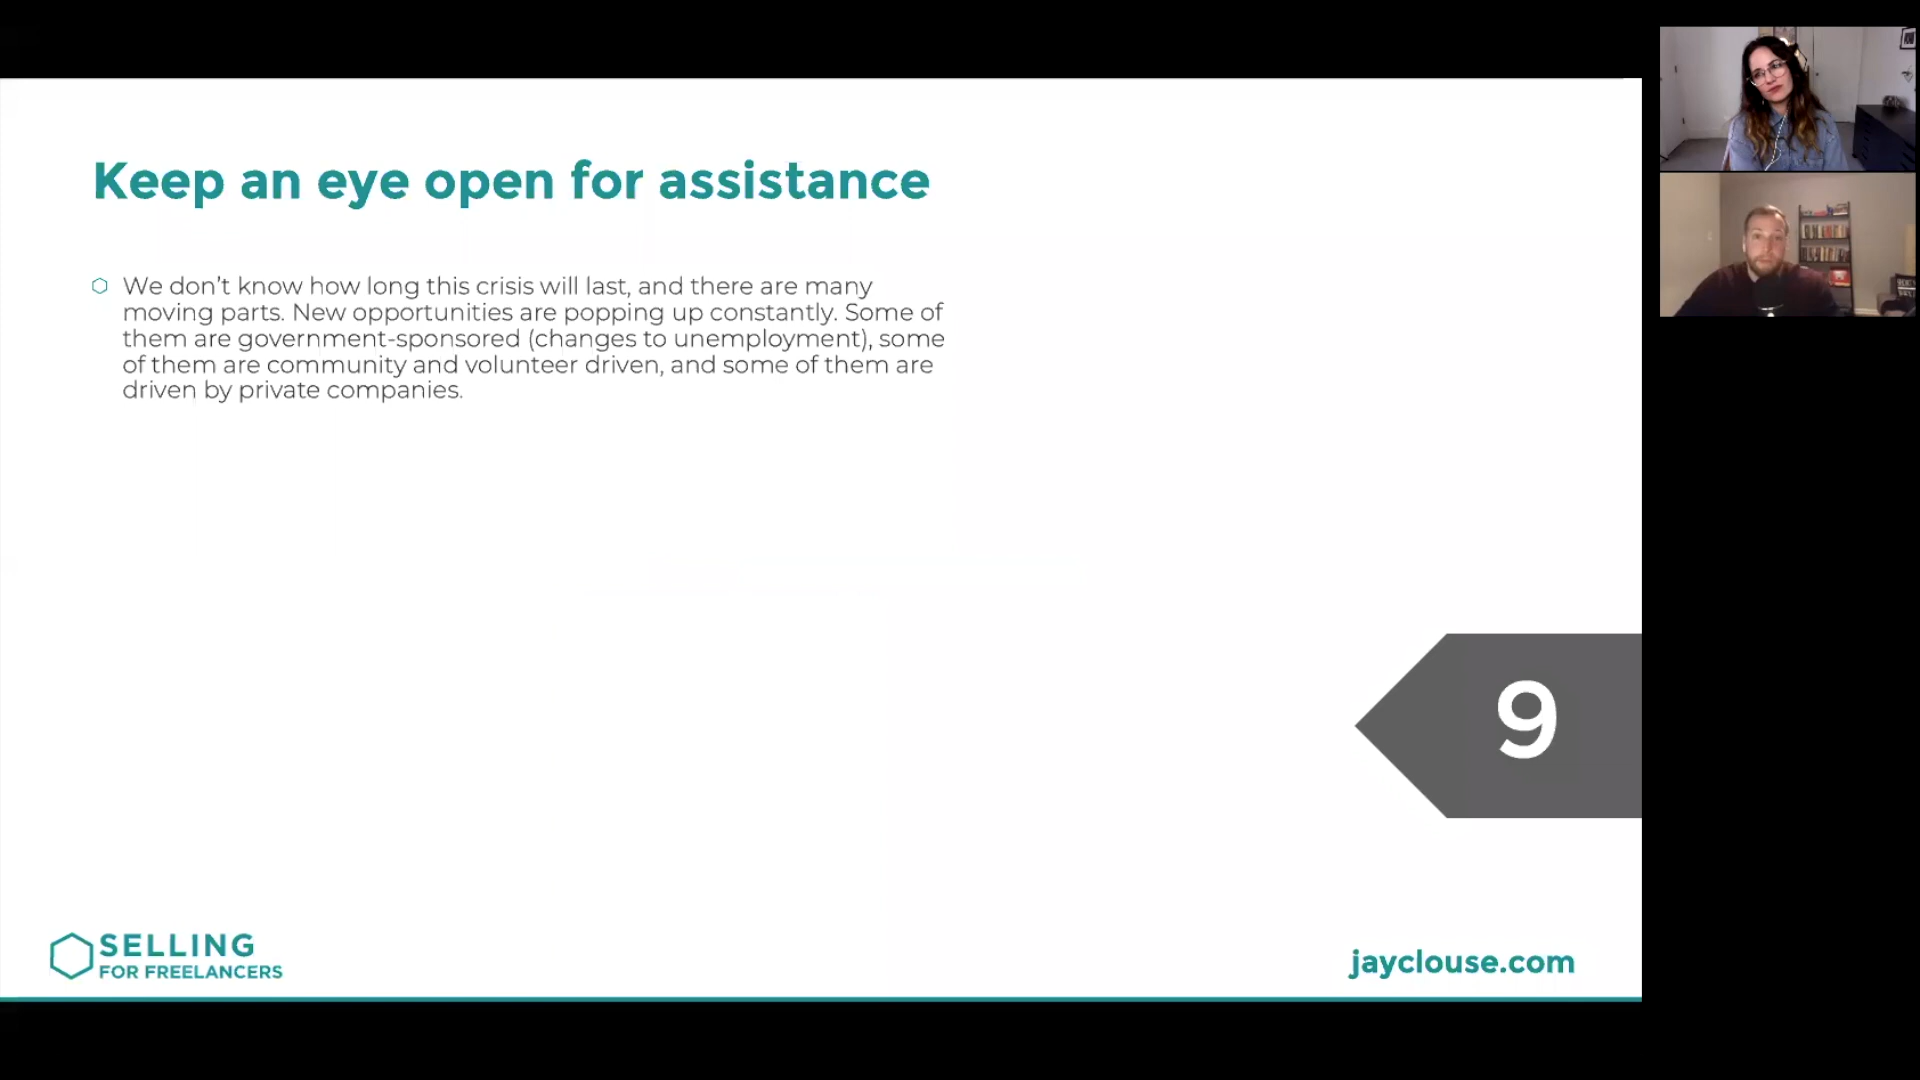 Keep an eye open for assistance
We don't know how long this crisis will last, and there are many
moving parts. New opportunities are popping up constantly. Some of
them are government-sponsored (changes to unemployment), some
of them are community and volunteer driven, and some of them are
driven by private companies.
9
SELLING
FOR FREELANCERS
jayclouse.com